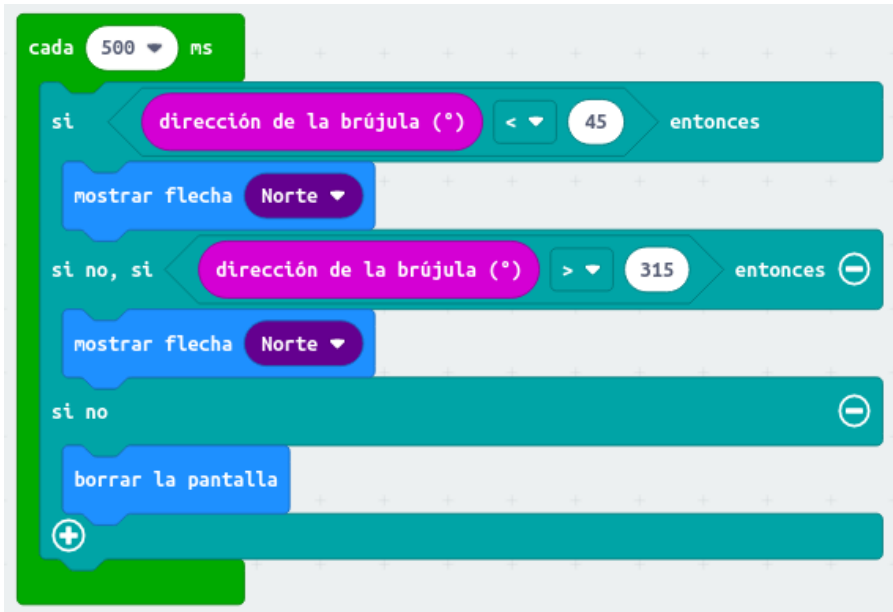 cada 500 ms
si dirección de la brújula (°) < 45 entonces
mostrar flecha Norte
si no, si dirección de la brújula (°) > 315 entonces
mostrar flecha Norte
si no
borrar la pantalla